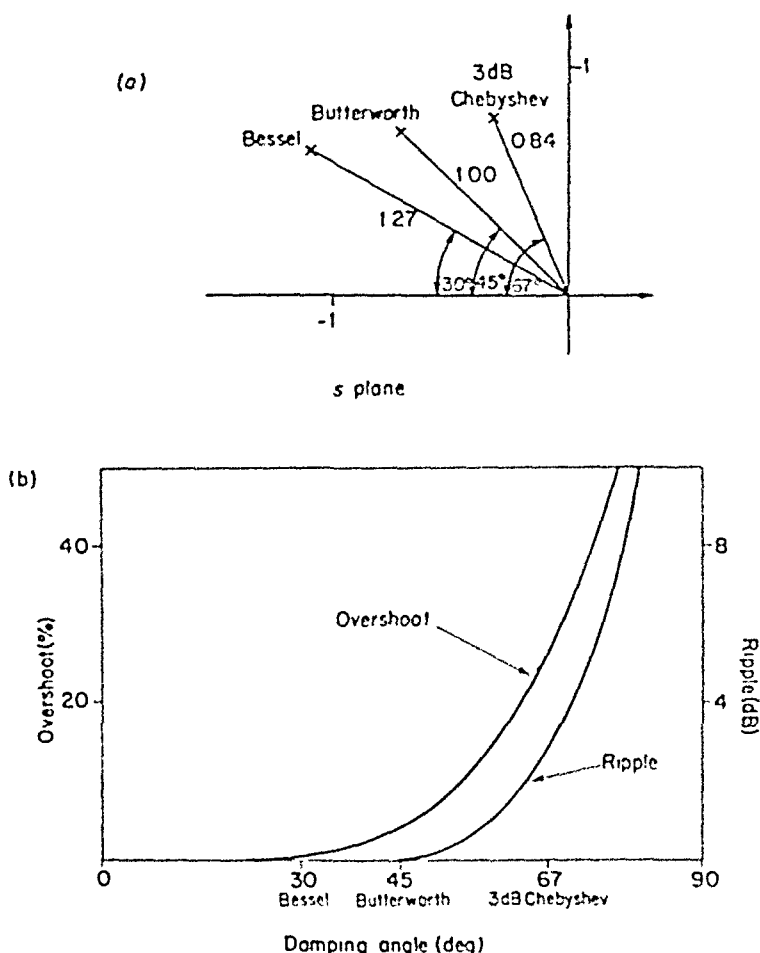 (a)
1
3dB
Chebyshev
Butterworth
Bessel
0 84
1 00
1 27
30° 45° 67°
-1
s plane
(b)
40
8
Overshoot
Overshoot(%)
Ripple(dB)
20
4
Ripple
0 30 45 67 90
Bessel Butterworth 3dB Chebyshev
Damping angle (deg)